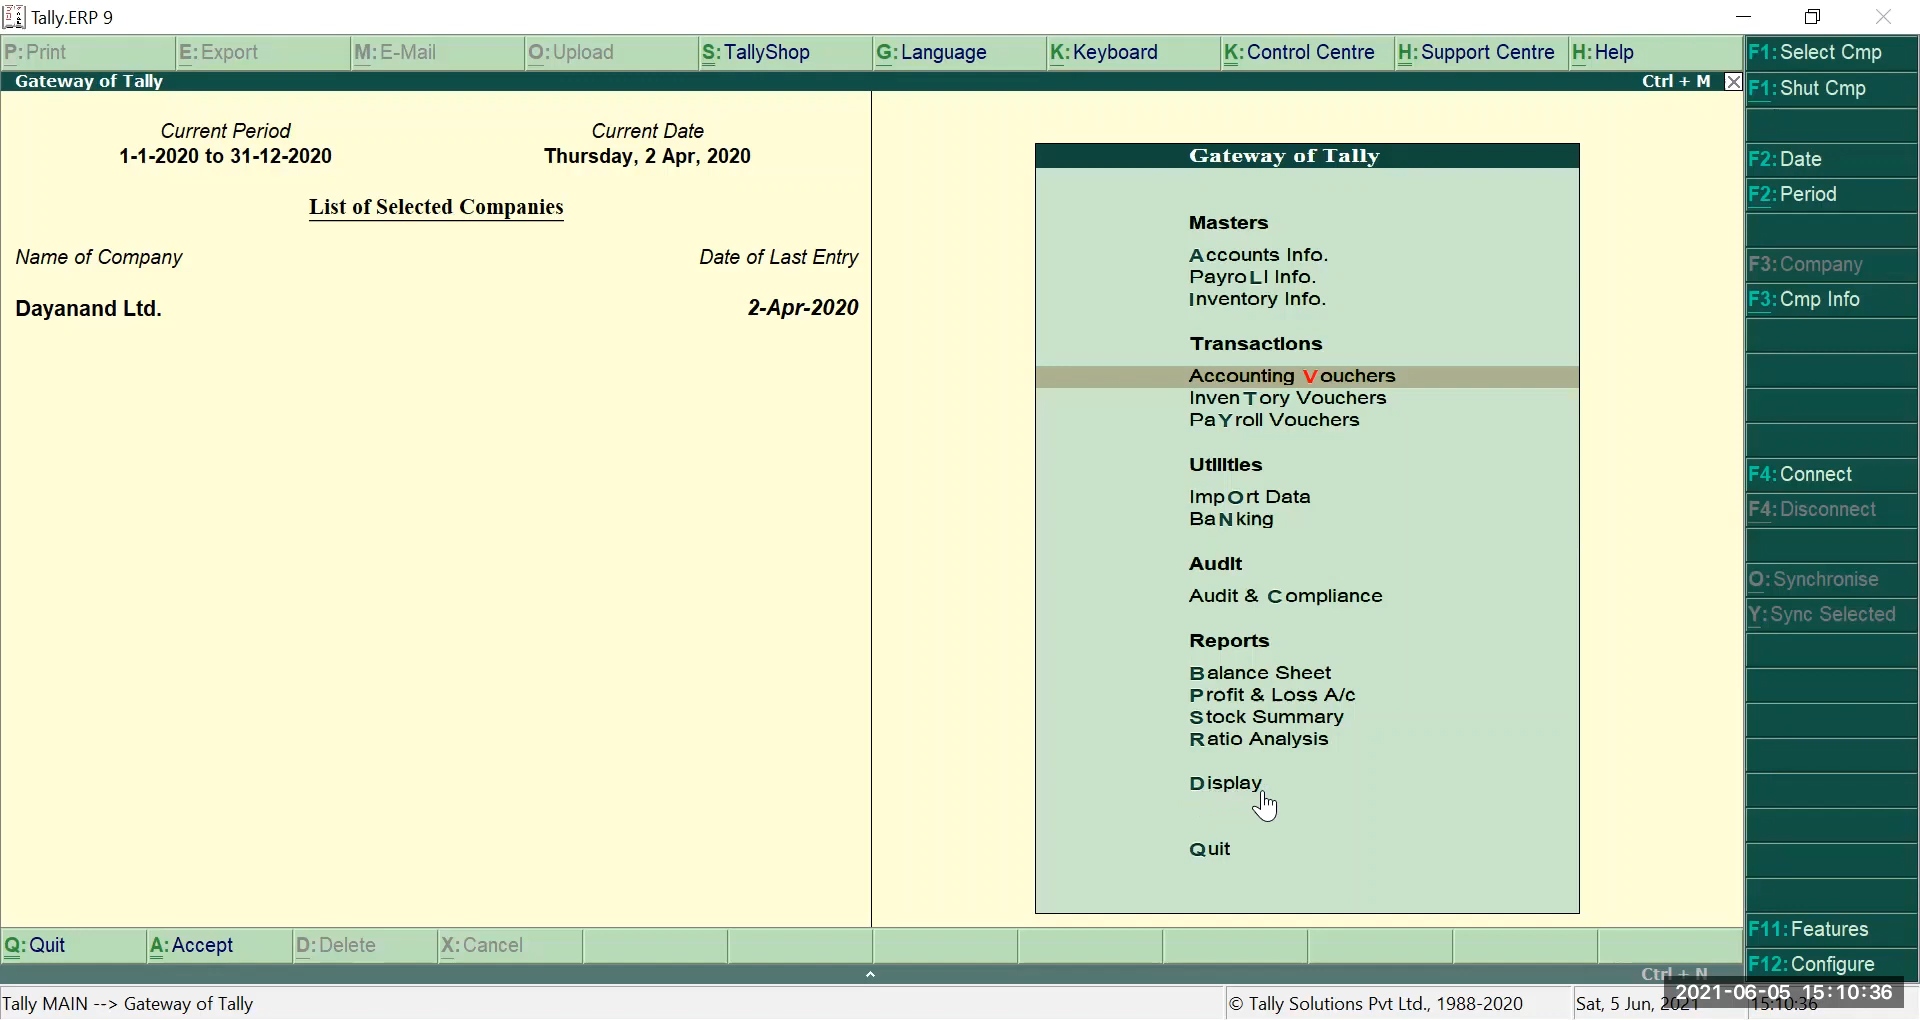 Tally.ERP 9
P: Print E: Export M: E-Mail O: Upload S: TallyShop G: Language K: Keyboard K: Control Centre H: Support Centre H: Help
Gateway of Tally Ctrl + M
Current Period Current Date
1-1-2020 to 31-12-2020 Thursday, 2 Apr, 2020
List of Selected Companies
Name of Company Date of Last Entry
Dayanand Ltd. 2-Apr-2020
Gateway of Tally
Masters
Accounts Info.
PayroLl Info.
Inventory Info.
Transactions
Accounting Vouchers
InvenTory Vouchers
PaYroll Vouchers
Utilities
ImpOrt Data
BaNking
Audit
Audit & Compliance
Reports
Balance Sheet
Profit & Loss A/c
Stock Summary
Ratio Analysis
Display
Quit
F1: Select Cmp
F1: Shut Cmp
F2: Date
F2: Period
F3: Company
F3: Cmp Info
F4: Connect
F4: Disconnect
O: Synchronise
Y: Sync Selected
F11: Features
F12: Configure
Q: Quit A: Accept D: Delete X: Cancel
Ctrl + N
Tally MAIN --> Gateway of Tally © Tally Solutions Pvt Ltd., 1988-2020 Sat, 5 Jun, 2021 15:10:36
2021-06-05 15:10:36